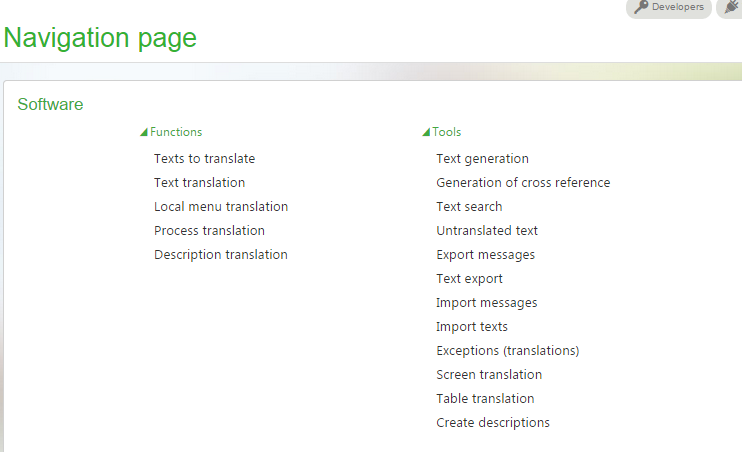 Developers
Navigation page
Software
Functions
Texts to translate
Text translation
Local menu translation
Process translation
Description translation
Tools
Text generation
Generation of cross reference
Text search
Untranslated text
Export messages
Text export
Import messages
Import texts
Exceptions (translations)
Screen translation
Table translation
Create descriptions